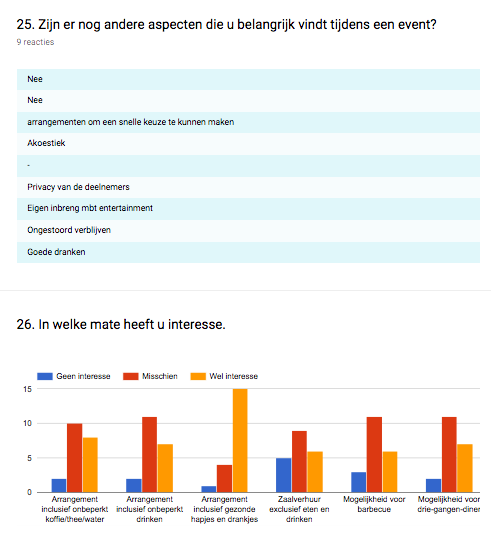 25. Zijn er nog andere aspecten die u belangrijk vindt tijdens een event?
9 reacties
Nee
Nee
arrangementen om een snelle keuze te kunnen maken
Akoestiek
-
Privacy van de deelnemers
Eigen inbreng mbt entertainment
Ongestoord verblijven
Goede dranken
26. In welke mate heeft u interesse.
Geen interesse Misschien Wel interesse
15
10
5
0
Arrangement
inclusief onbeperkt
koffie/thee/water
Arrangement
inclusief onbeperkt
drinken
Arrangement
inclusief gezonde
hapjes en drankjes
Zaalverhuur
exclusief eten en
drinken
Mogelijkheid voor
barbecue
Mogelijkheid voor
drie-gangen-diner